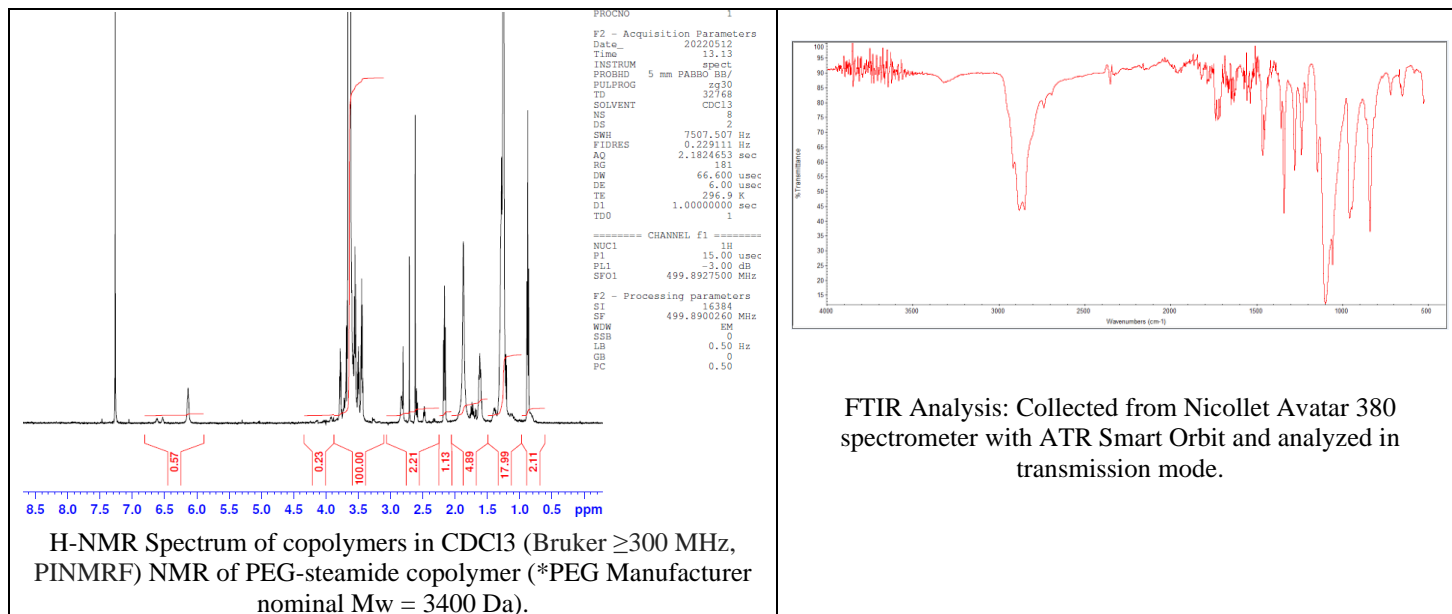 PROCNO 1
F2 - Acquisition Parameters
Date_ 20220512
Time 13.13
INSTRUM spect
PROBHD 5 mm PABBO BB/
PULPROG zg30
TD 32768
SOLVENT CDCl3
NS 8
DS 2
SWH 7507.507 Hz
FIDRES 0.229111 Hz
AQ 2.1824653 sec
RG 181
DW 66.600 usec
DE 6.00 usec
TE 296.9 K
D1 1.00000000 sec
TD0 1
======== CHANNEL f1 ========
NUC1 1H
P1 15.00 usec
PL1 -3.00 dB
SFO1 499.8927500 MHz
F2 - Processing parameters
SI 16384
SF 499.8900260 MHz
WDW EM
SSB 0
LB 0.50 Hz
GB 0
PC 0.50
0.57 0.23 100.00 2.21 1.13 4.89 17.99 2.11
8.5 8.0 7.5 7.0 6.5 6.0 5.5 5.0 4.5 4.0 3.5 3.0 2.5 2.0 1.5 1.0 0.5 ppm
H-NMR Spectrum of copolymers in CDCl3 (Bruker ≥300 MHz,
PINMRF) NMR of PEG-steamide copolymer (*PEG Manufacturer
nominal Mw = 3400 Da).
100
95
90
85
80
75
70
65
60
55
50
45
40
35
30
25
20
15
%Transmittance
4000 3500 3000 2500 2000 1500 1000 500
Wavenumbers (cm-1)
FTIR Analysis: Collected from Nicollet Avatar 380
spectrometer with ATR Smart Orbit and analyzed in
transmission mode.